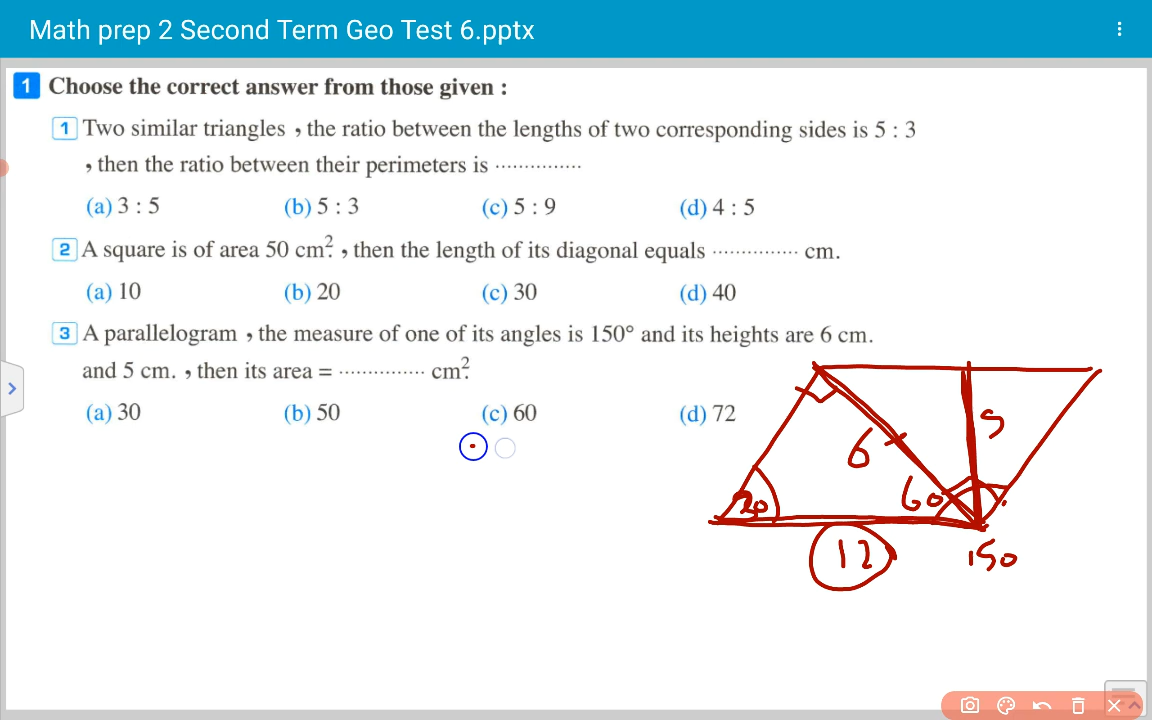 Math prep 2 Second Term Geo Test 6.pptx
1 Choose the correct answer from those given :
1 Two similar triangles , the ratio between the lengths of two corresponding sides is 5 : 3
, then the ratio between their perimeters is ...............
(a) 3 : 5 (b) 5 : 3 (c) 5 : 9 (d) 4 : 5
2 A square is of area 50 cm². , then the length of its diagonal equals ............... cm.
(a) 10 (b) 20 (c) 30 (d) 40
3 A parallelogram , the measure of one of its angles is 150° and its heights are 6 cm.
and 5 cm. , then its area = ............... cm².
(a) 30 (b) 50 (c) 60 (d) 72
5
6
60
30
12
150